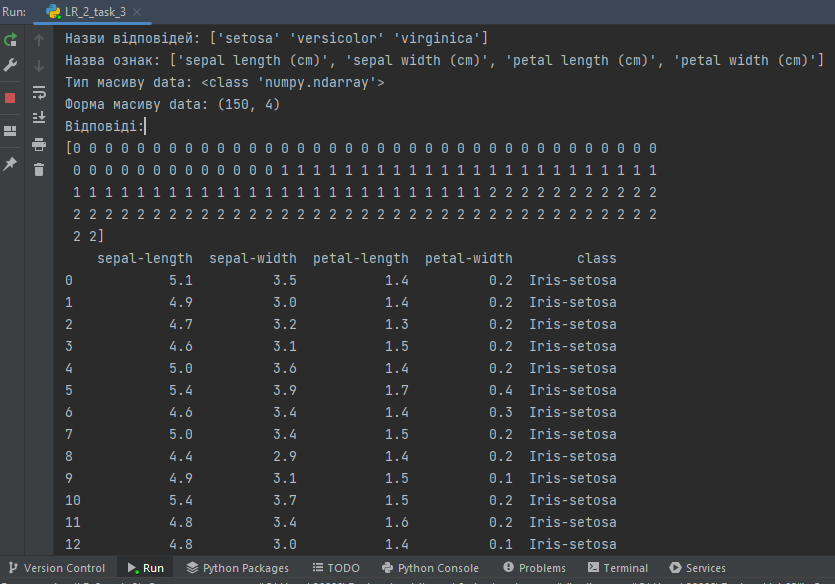 Run: LR_2_task_3
Назви відповідей: ['setosa' 'versicolor' 'virginica']
Назва ознак: ['sepal length (cm)', 'sepal width (cm)', 'petal length (cm)', 'petal width (cm)']
Тип масиву data: <class 'numpy.ndarray'>
Форма масиву data: (150, 4)
Відповіді:
[0 0 0 0 0 0 0 0 0 0 0 0 0 0 0 0 0 0 0 0 0 0 0 0 0 0 0 0 0 0 0 0 0 0 0 0 0
0 0 0 0 0 0 0 0 0 0 0 0 0 1 1 1 1 1 1 1 1 1 1 1 1 1 1 1 1 1 1 1 1 1 1 1 1
1 1 1 1 1 1 1 1 1 1 1 1 1 1 1 1 1 1 1 1 1 1 1 1 1 1 2 2 2 2 2 2 2 2 2 2 2
2 2 2 2 2 2 2 2 2 2 2 2 2 2 2 2 2 2 2 2 2 2 2 2 2 2 2 2 2 2 2 2 2 2 2 2 2
2 2]
sepal-length sepal-width petal-length petal-width class
0 5.1 3.5 1.4 0.2 Iris-setosa
1 4.9 3.0 1.4 0.2 Iris-setosa
2 4.7 3.2 1.3 0.2 Iris-setosa
3 4.6 3.1 1.5 0.2 Iris-setosa
4 5.0 3.6 1.4 0.2 Iris-setosa
5 5.4 3.9 1.7 0.4 Iris-setosa
6 4.6 3.4 1.4 0.3 Iris-setosa
7 5.0 3.4 1.5 0.2 Iris-setosa
8 4.4 2.9 1.4 0.2 Iris-setosa
9 4.9 3.1 1.5 0.1 Iris-setosa
10 5.4 3.7 1.5 0.2 Iris-setosa
11 4.8 3.4 1.6 0.2 Iris-setosa
12 4.8 3.0 1.4 0.1 Iris-setosa
Version Control Run Python Packages TODO Python Console Problems Terminal Services